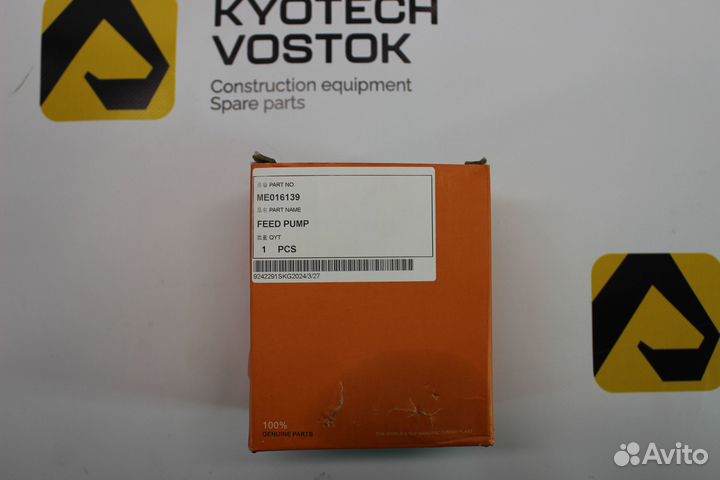 KYOTECH
VOSTOK
Construction equipment
Spare parts
PART NO.
ME016139
PART NAME
FEED PUMP
QTY
1 PCS
9242291SKG2024/3/27
100%
GENUINE PARTS
Avito